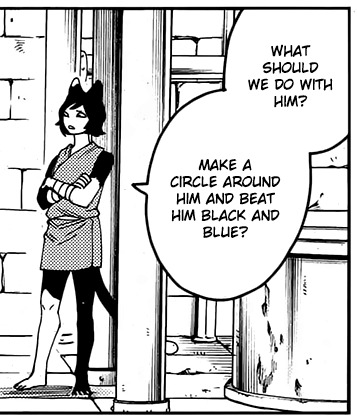 WHAT
SHOULD
WE DO WITH
HIM?
MAKE A
CIRCLE AROUND
HIM AND BEAT
HIM BLACK AND
BLUE?